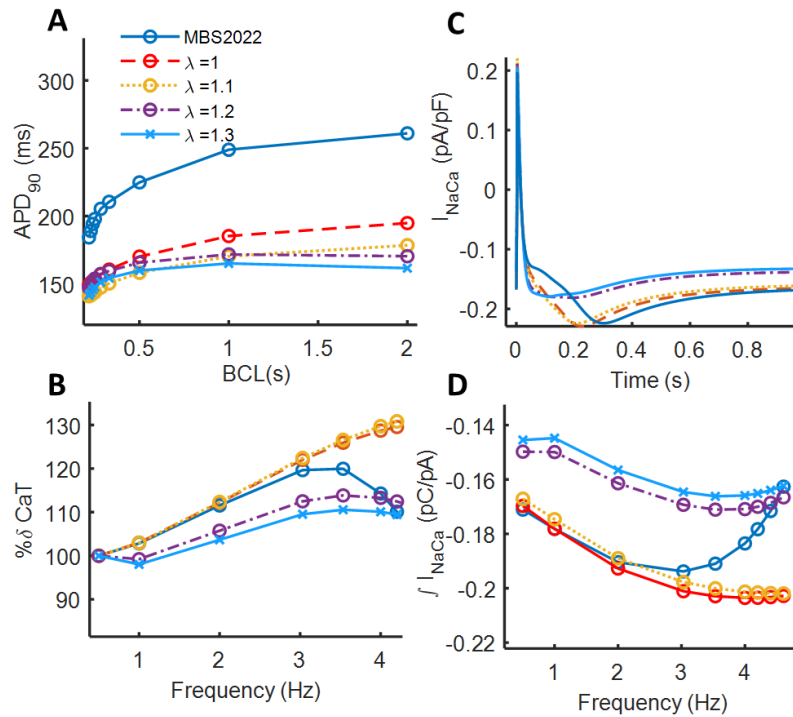 A
MBS2022
λ =1
λ =1.1
λ =1.2
λ =1.3
300
250
200
150
APD90 (ms)
0.5
1
1.5
2
BCL(s)
C
0.2
0.1
0
-0.1
-0.2
INaCa (pA/pF)
0
0.2
0.4
0.6
0.8
Time (s)
B
130
120
110
100
90
%δ CaT
1
2
3
4
Frequency (Hz)
D
-0.14
-0.16
-0.18
-0.2
-0.22
∫ INaCa (pC/pA)
1
2
3
4
Frequency (Hz)